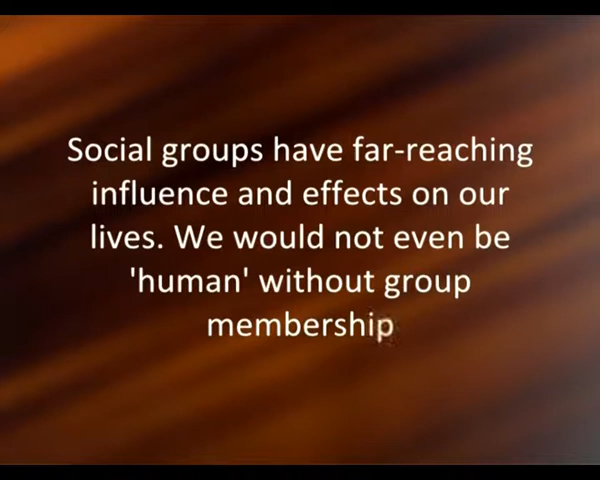 Social groups have far-reaching
influence and effects on our
lives. We would not even be
'human' without group
membership